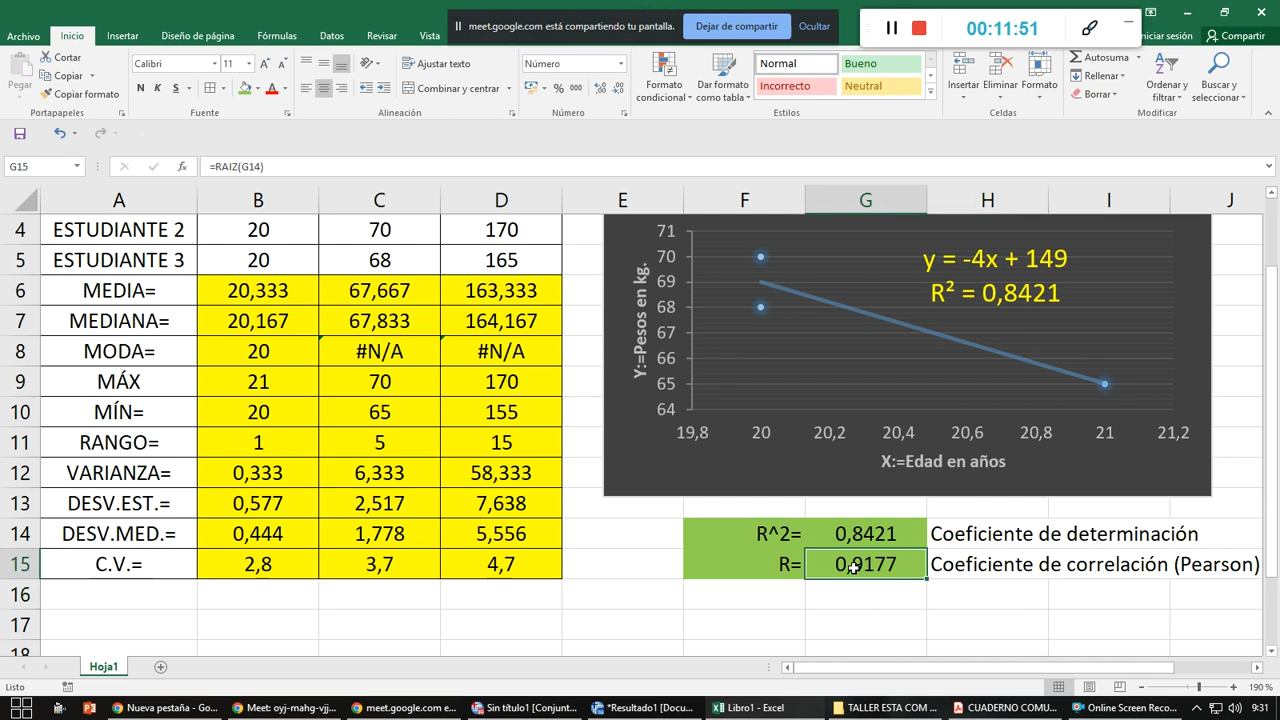 meet.google.com está compartiendo tu pantalla.
Dejar de compartir
Ocultar
00:11:51
Archivo
Inicio
Insertar
Diseño de página
Fórmulas
Datos
Revisar
Vista
Iniciar sesión
Compartir
Pegar
Cortar
Copiar
Copiar formato
Portapapeles
Calibri
11
N K S
Fuente
Ajustar texto
Combinar y centrar
Alineación
Número
% 000
Número
Formato condicional
Dar formato como tabla
Normal
Bueno
Incorrecto
Neutral
Estilos
Insertar
Eliminar
Formato
Celdas
Autosuma
Rellenar
Borrar
Ordenar y filtrar
Buscar y seleccionar
Modificar
G15
fx
=RAIZ(G14)
A B C D E F G H I J
4 ESTUDIANTE 2 20 70 170
5 ESTUDIANTE 3 20 68 165
6 MEDIA= 20,333 67,667 163,333
7 MEDIANA= 20,167 67,833 164,167
8 MODA= 20 #N/A #N/A
9 MÁX 21 70 170
10 MÍN= 20 65 155
11 RANGO= 1 5 15
12 VARIANZA= 0,333 6,333 58,333
13 DESV.EST.= 0,577 2,517 7,638
14 DESV.MED.= 0,444 1,778 5,556
15 C.V.= 2,8 3,7 4,7
16
17
18
Y:=Pesos en kg.
71
70
69
68
67
66
65
64
y = -4x + 149
R² = 0,8421
19,8 20 20,2 20,4 20,6 20,8 21 21,2
X:=Edad en años
R^2= 0,8421 Coeficiente de determinación
R= 0,9177 Coeficiente de correlación (Pearson)
Hoja1
Listo
190 %
Nueva pestaña - Go...
Meet: oyj-mahg-vjj...
meet.google.com e...
Sin título1 [Conjunt...
*Resultado1 [Docu...
Libro1 - Excel
TALLER ESTA COM ...
CUADERNO COMU...
Online Screen Reco...
9:31